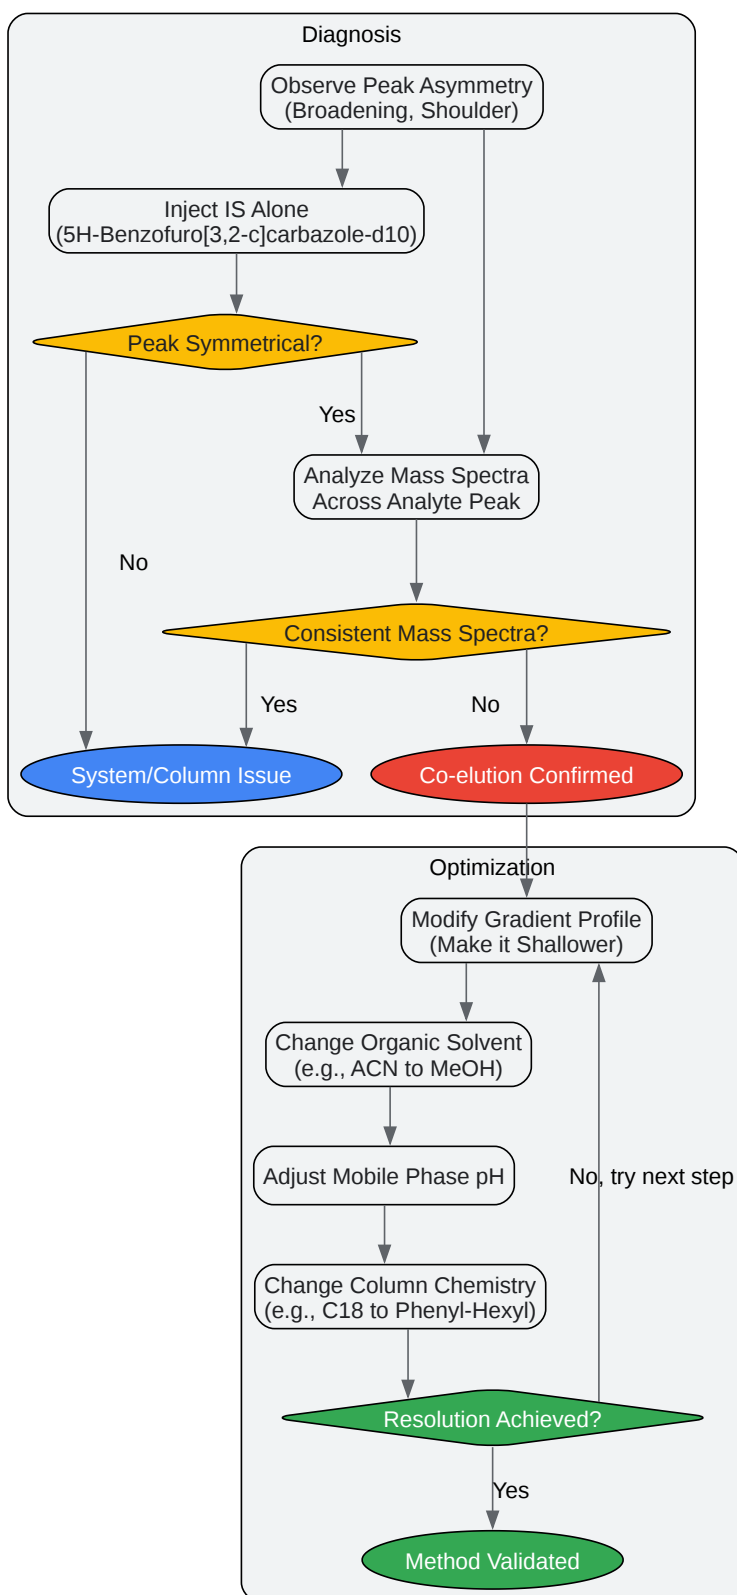 Diagnosis
Observe Peak Asymmetry
(Broadening, Shoulder)
Inject IS Alone
(5H-Benzofuro[3,2-c]carbazole-d10)
Peak Symmetrical?
Yes
Analyze Mass Spectra
Across Analyte Peak
No
Consistent Mass Spectra?
Yes
No
System/Column Issue
Co-elution Confirmed
Optimization
Modify Gradient Profile
(Make it Shallower)
Change Organic Solvent
(e.g., ACN to MeOH)
Adjust Mobile Phase pH
No, try next step
Change Column Chemistry
(e.g., C18 to Phenyl-Hexyl)
Resolution Achieved?
Yes
Method Validated